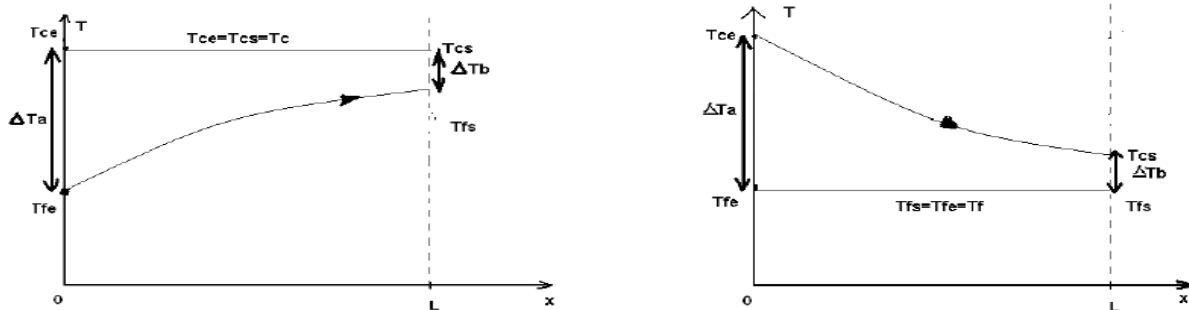 T
Tce
Tce=Tcs=Tc
Tcs
ΔTb
ΔTa
Tfs
Tfe
0
L
x
T
Tce
ΔTa
Tcs
ΔTb
Tfe
Tfs=Tfe=Tf
Tfs
0
L
x